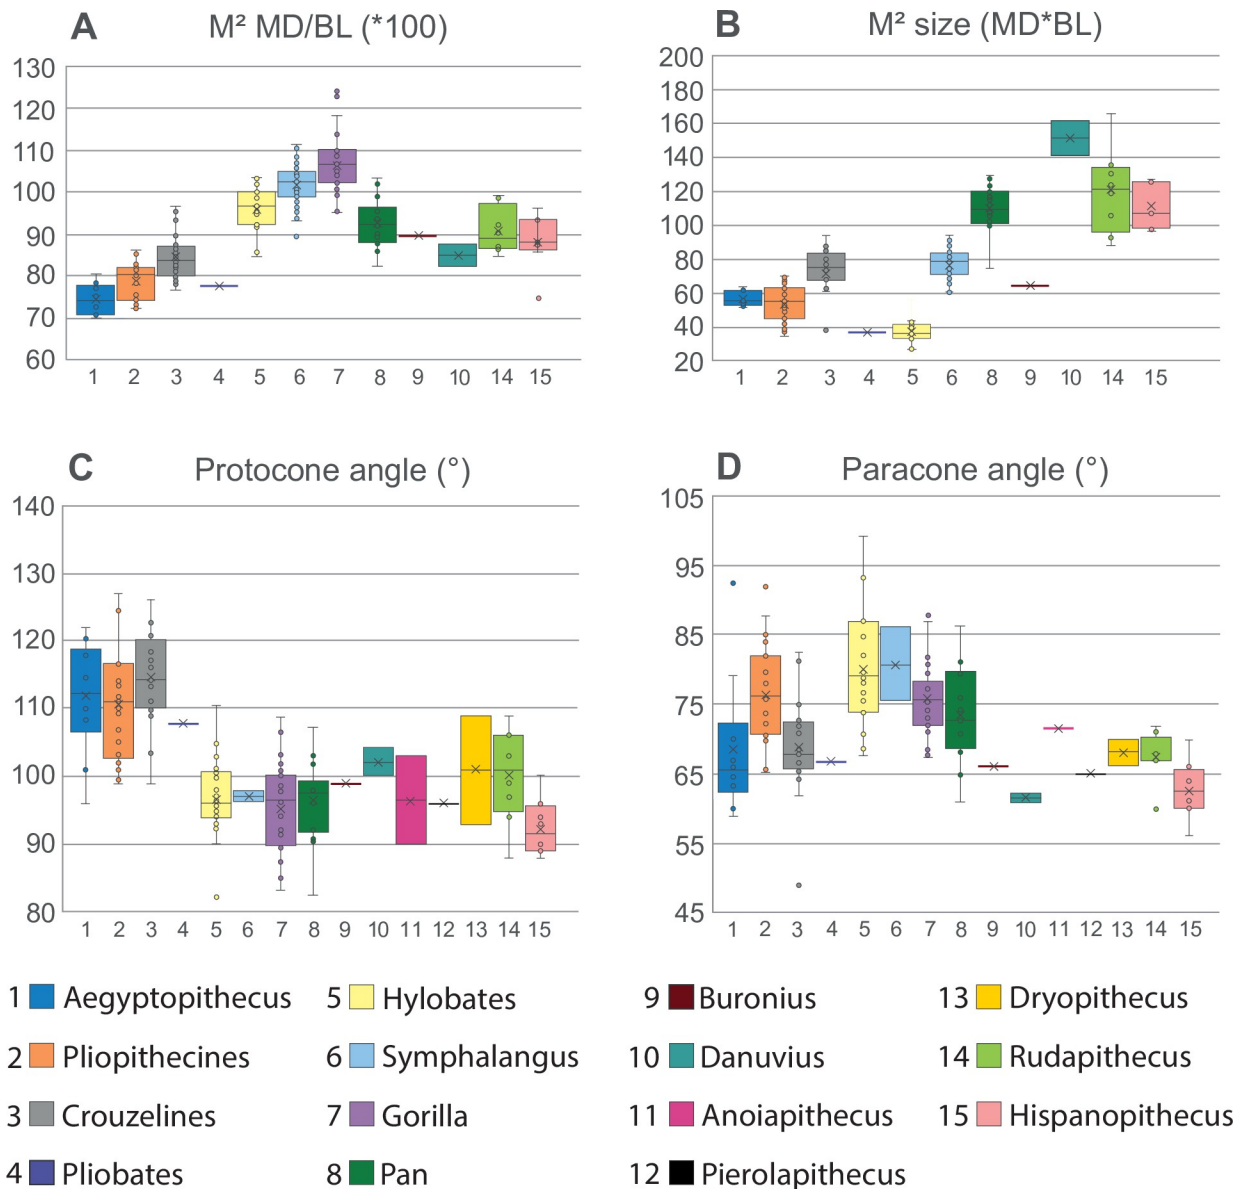 A M² MD/BL (*100)
130
120
110
100
90
80
70
60
1 2 3 4 5 6 7 8 9 10 14 15
B M² size (MD*BL)
200
180
160
140
120
100
80
60
40
20
1 2 3 4 5 6 8 9 10 14 15
C Protocone angle (°)
140
130
120
110
100
90
80
1 2 3 4 5 6 7 8 9 10 11 12 13 14 15
D Paracone angle (°)
105
95
85
75
65
55
45
1 2 3 4 5 6 7 8 9 10 11 12 13 14 15
1 Aegyptopithecus
2 Pliopithecines
3 Crouzelines
4 Pliobates
5 Hylobates
6 Symphalangus
7 Gorilla
8 Pan
9 Buronius
10 Danuvius
11 Anoiapithecus
12 Pierolapithecus
13 Dryopithecus
14 Rudapithecus
15 Hispanopithecus